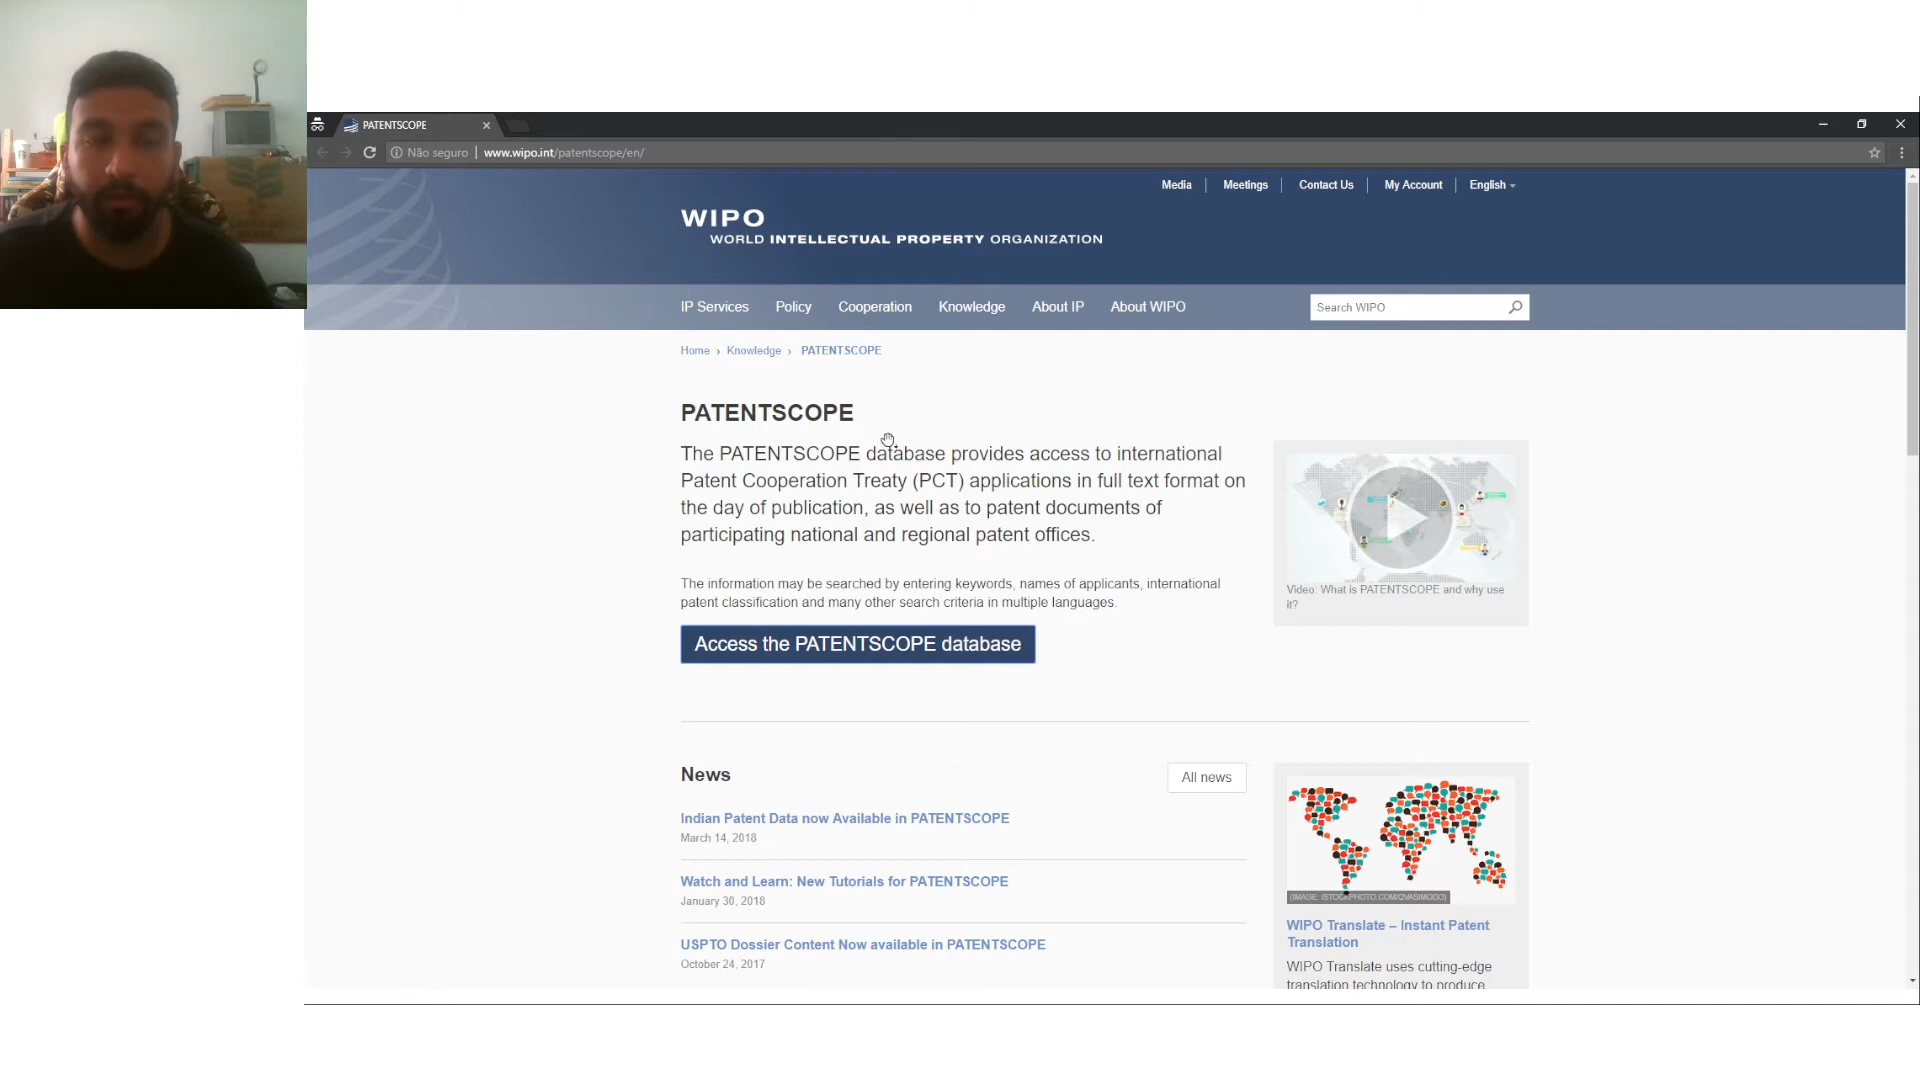 PATENTSCOPE
Não seguro
www.wipo.int/patentscope/en/
Media
Meetings
Contact Us
My Account
English
WIPO
WORLD INTELLECTUAL PROPERTY ORGANIZATION
IP Services
Policy
Cooperation
Knowledge
About IP
About WIPO
Search WIPO
Home › Knowledge › PATENTSCOPE
PATENTSCOPE
The PATENTSCOPE database provides access to international
Patent Cooperation Treaty (PCT) applications in full text format on
the day of publication, as well as to patent documents of
participating national and regional patent offices.
The information may be searched by entering keywords, names of applicants, international
patent classification and many other search criteria in multiple languages.
Access the PATENTSCOPE database
Video: What is PATENTSCOPE and why use
it?
News
All news
Indian Patent Data now Available in PATENTSCOPE
March 14, 2018
Watch and Learn: New Tutorials for PATENTSCOPE
January 30, 2018
USPTO Dossier Content Now available in PATENTSCOPE
October 24, 2017
(IMAGE: ISTOCKPHOTO.COM/QVASIMODO)
WIPO Translate – Instant Patent
Translation
WIPO Translate uses cutting-edge
translation technology to produce